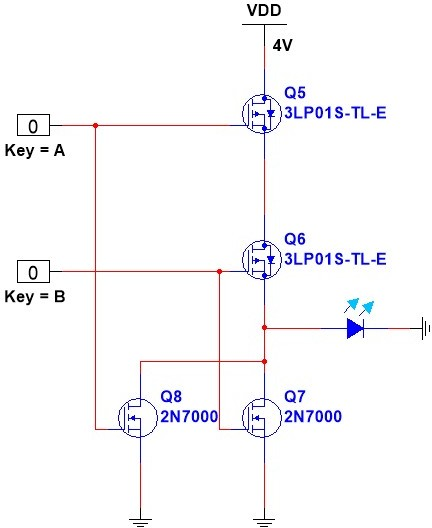 VDD
4V
Q5
3LP01S-TL-E
0
Key = A
Q6
3LP01S-TL-E
0
Key = B
Q8
2N7000
Q7
2N7000